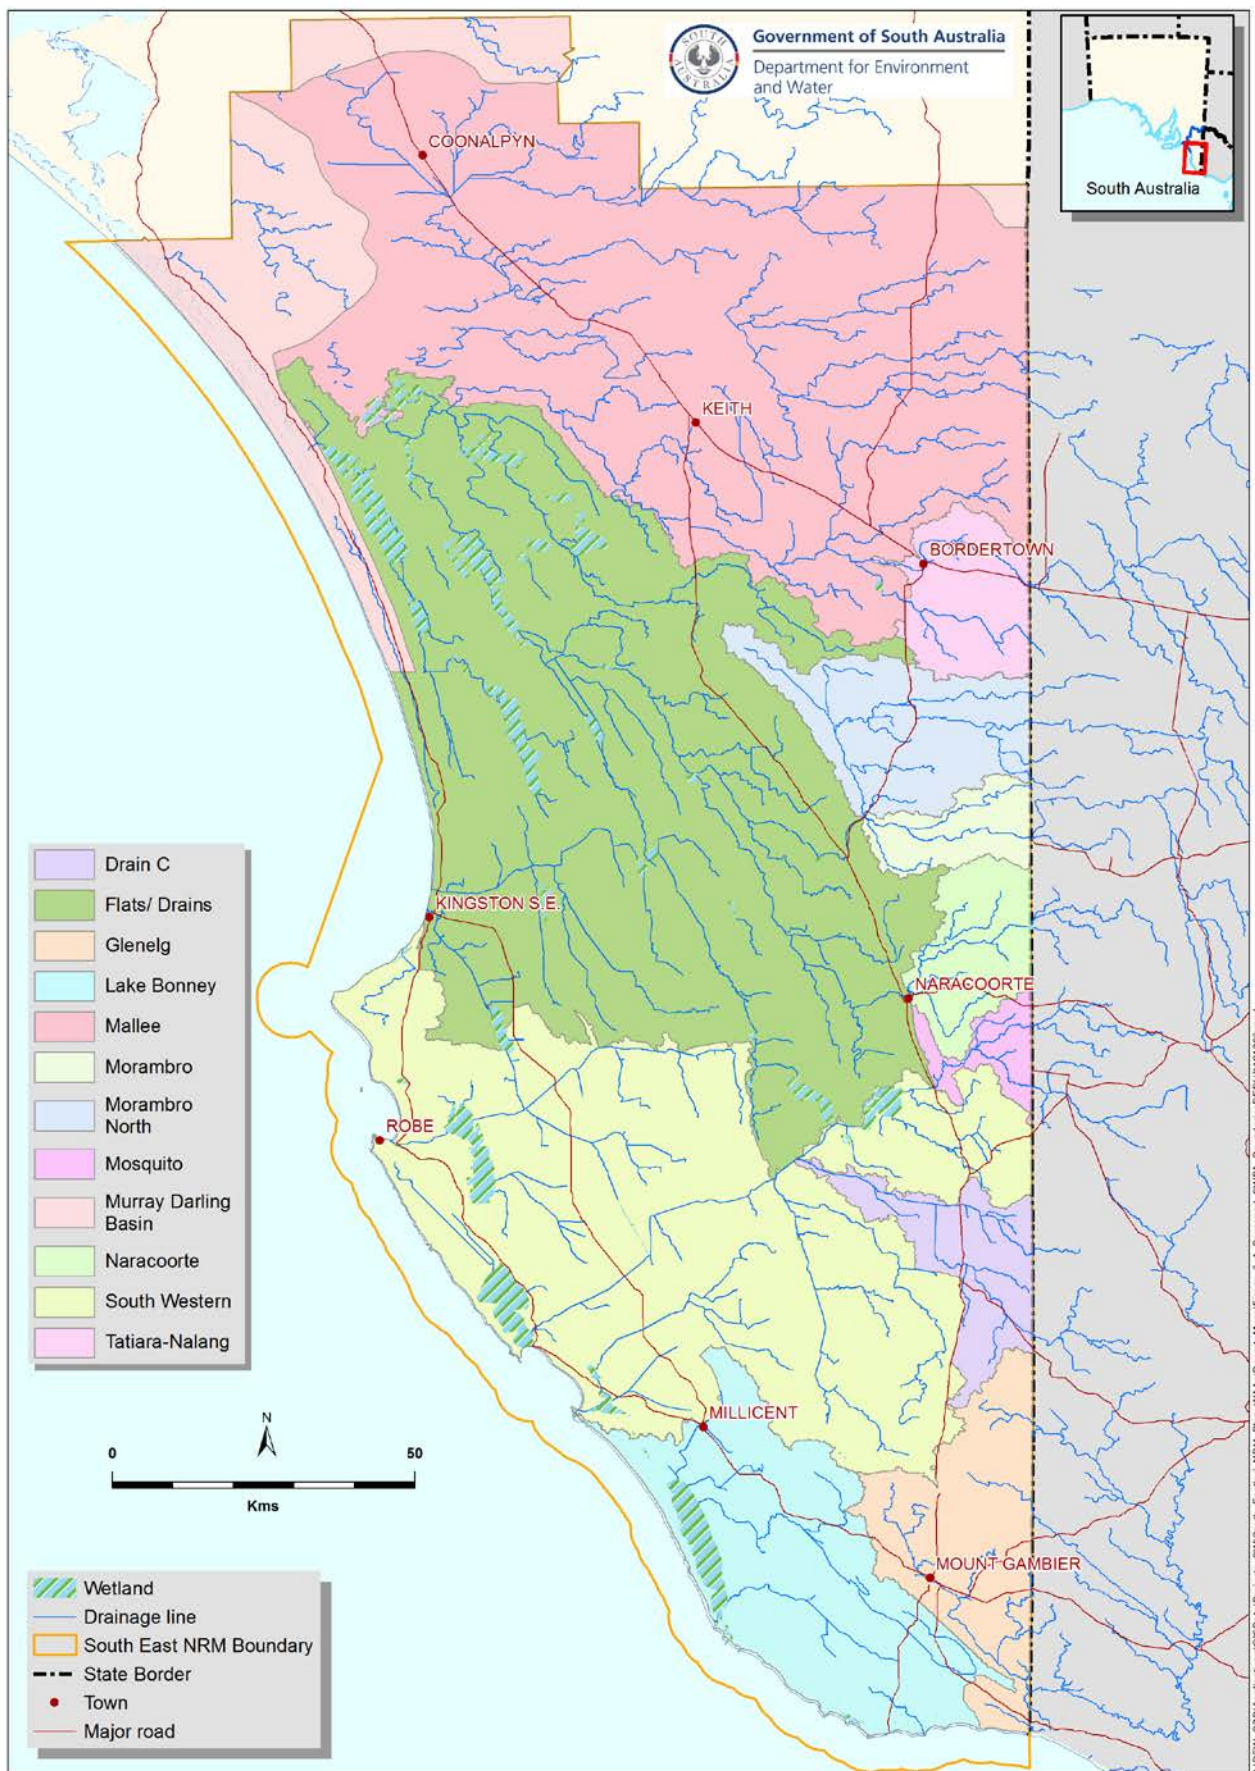 SOUTH
AUSTRALIA
Government of South Australia
Department for Environment
and Water
South Australia
COONALPYN
KEITH
BORDERTOWN
KINGSTON S.E.
NARACOORTE
ROBE
MILLICENT
MOUNT GAMBIER
Drain C
Flats/ Drains
Glenelg
Lake Bonney
Mallee
Morambro
Morambro
North
Mosquito
Murray Darling
Basin
Naracoorte
South Western
Tatiara-Nalang
N
0 50
Kms
Wetland
Drainage line
South East NRM Boundary
State Border
Town
Major road